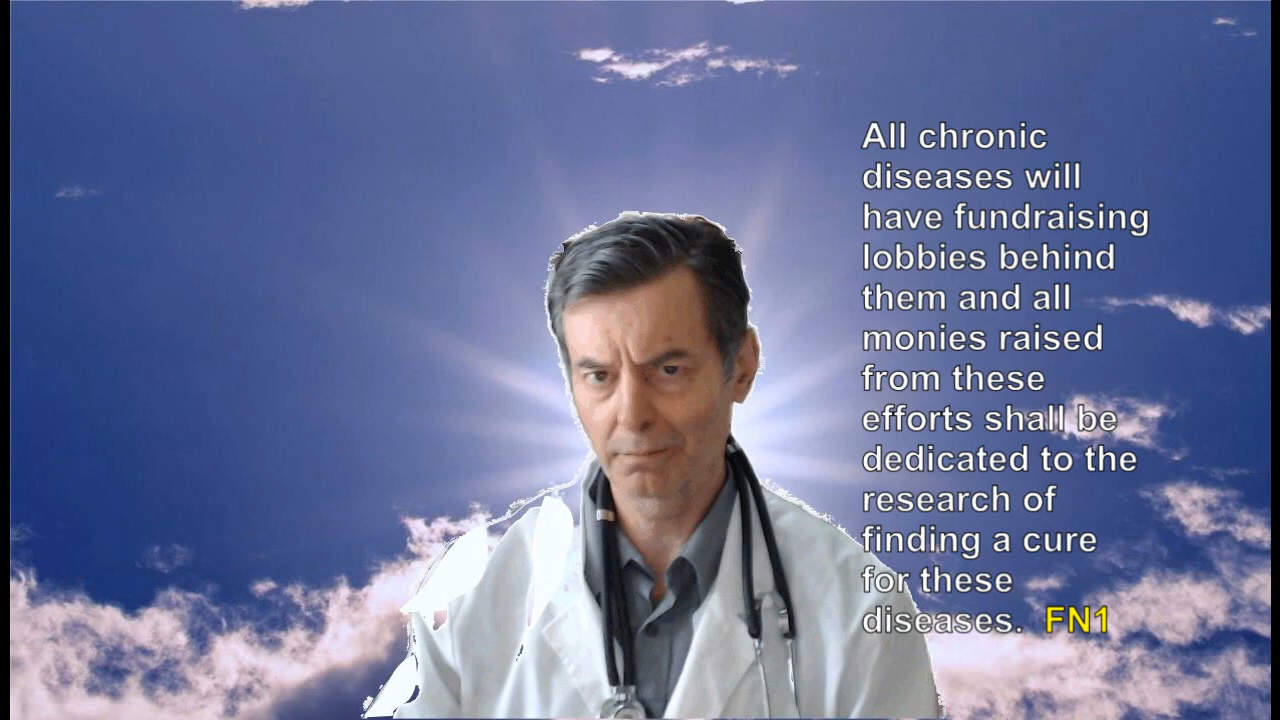 All chronic
diseases will
have fundraising
lobbies behind
them and all
monies raised
from these
efforts shall be
dedicated to the
research of
finding a cure
for these
diseases. FN1